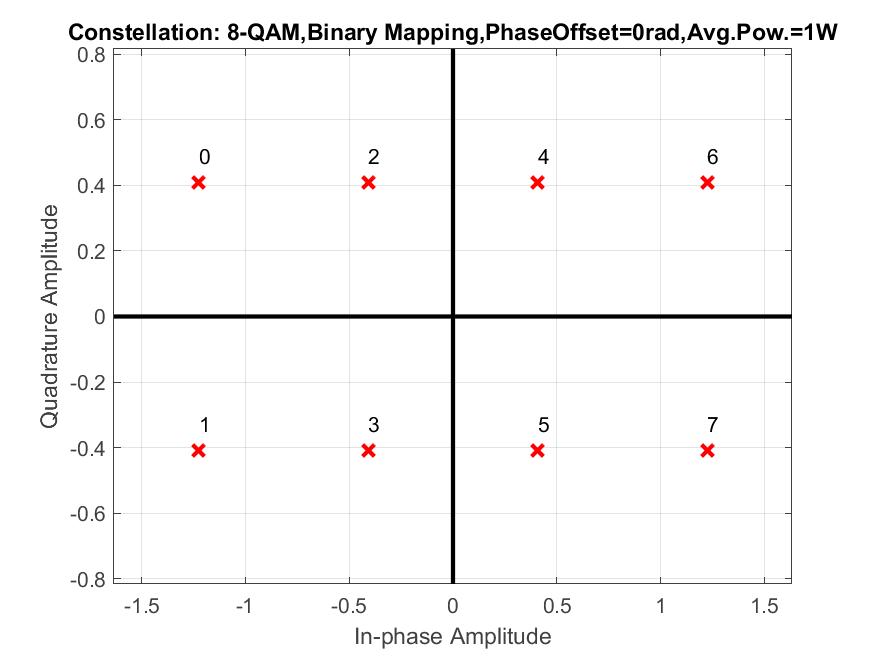 Constellation: 8-QAM,Binary Mapping,PhaseOffset=0rad,Avg.Pow.=1W
0.8
0.6
0 2 4 6
0.4
0.2
0
-0.2
1 3 5 7
-0.4
-0.6
-0.8
-1.5 -1 -0.5 0 0.5 1 1.5
In-phase Amplitude
Quadrature Amplitude